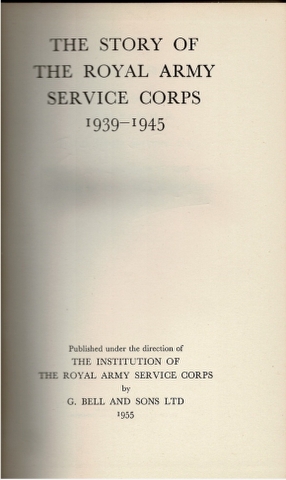 THE STORY OF
THE ROYAL ARMY
SERVICE CORPS
1939–1945
Published under the direction of
THE INSTITUTION OF
THE ROYAL ARMY SERVICE CORPS
by
G. BELL AND SONS LTD
1955